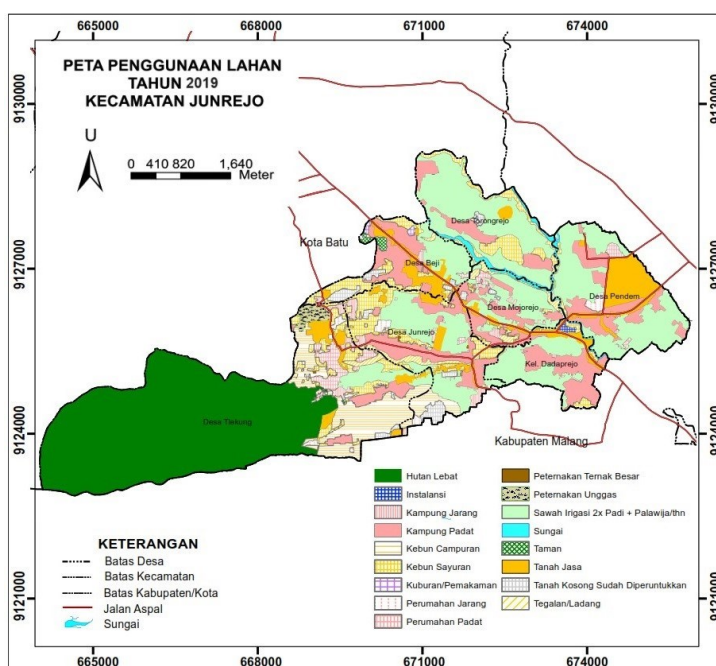 665000 668000 671000 674000
PETA PENGGUNAAN LAHAN
TAHUN 2019
KECAMATAN JUNREJO
U
0 410 820 1,640
Meter
9130000 9130000
Desa Torongrejo
Kota Batu
9127000 9127000
Desa Beji
Desa Pendem
Desa Mojorejo
Desa Junrejo
Kel. Dadaprejo
Desa Tlekung
9124000 9124000
Kabupaten Malang
KETERANGAN
Batas Desa
Batas Kecamatan
Batas Kabupaten/Kota
Jalan Aspal
Sungai
Hutan Lebat
Instalansi
Kampung Jarang
Kampung Padat
Kebun Campuran
Kebun Sayuran
Kuburan/Pemakaman
Perumahan Jarang
Perumahan Padat
Peternakan Ternak Besar
Peternakan Unggas
Sawah Irigasi 2x Padi + Palawija/thn
Sungai
Taman
Tanah Jasa
Tanah Kosong Sudah Diperuntukkan
Tegalan/Ladang
9121000 9121000
665000 668000 671000 674000